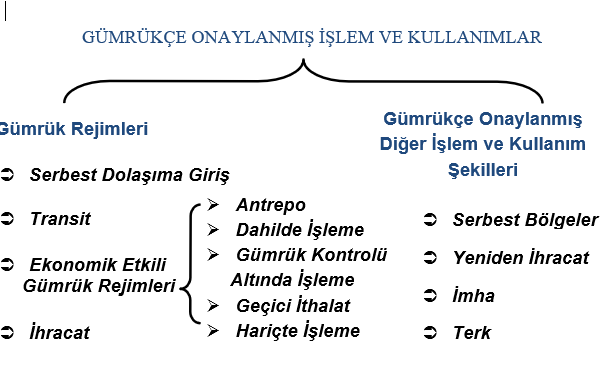 GÜMRÜKÇE ONAYLANMIŞ İŞLEM VE KULLANIMLAR
Gümrük Rejimleri
Serbest Dolaşıma Giriş
Transit
Ekonomik Etkili
Gümrük Rejimleri
İhracat
Antrepo
Dahilde İşleme
Gümrük Kontrolü
Altında İşleme
Geçici İthalat
Hariçte İşleme
Gümrükçe Onaylanmış
Diğer İşlem ve Kullanım
Şekilleri
Serbest Bölgeler
Yeniden İhracat
İmha
Terk